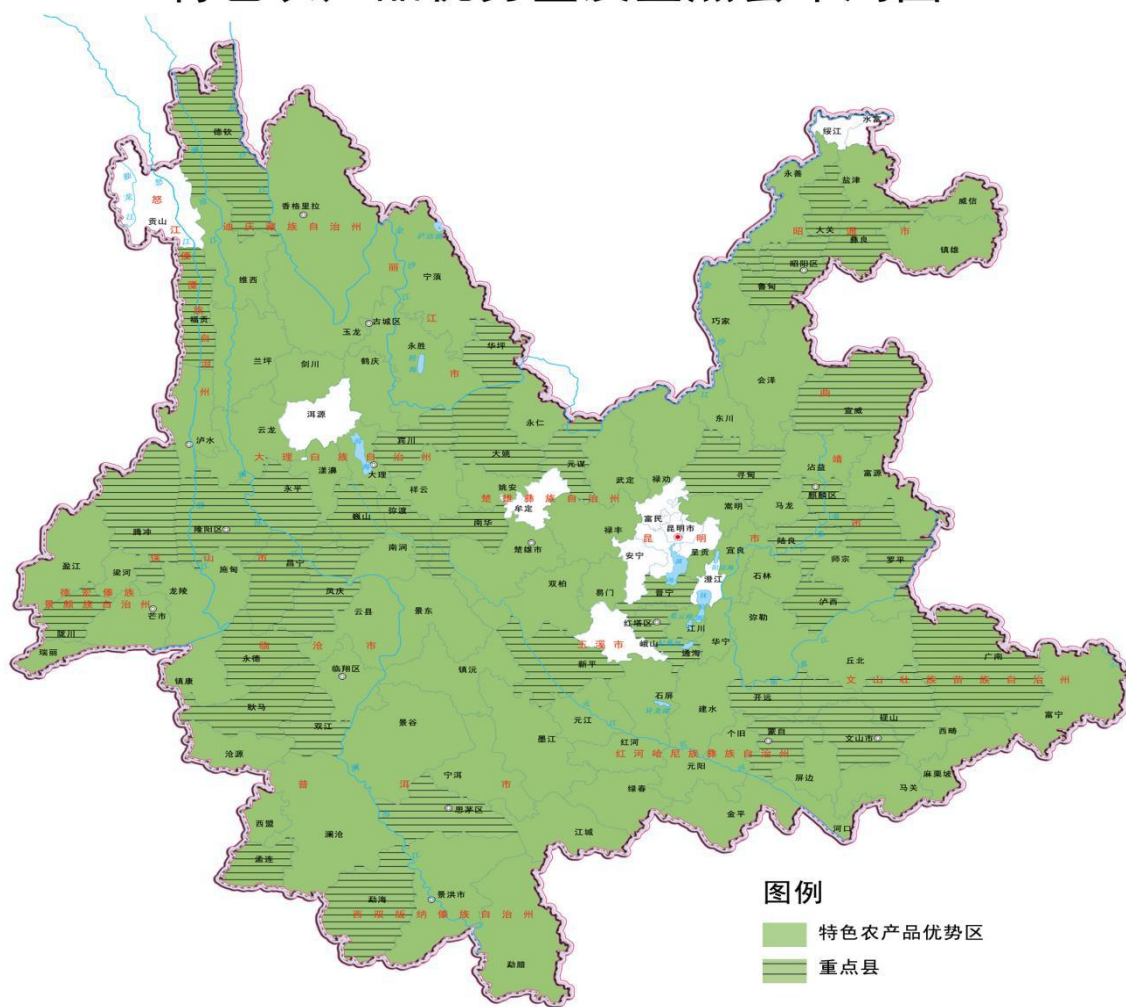 德钦
绥江
水富
永善
盐津
威信
香格里拉
贡山
怒
江
傈
僳
族
自
治
州
迪庆藏族自治州
大关
昭通市
彝良
镇雄
昭阳区
鲁甸
维西
丽
江
市
宁蒗
福贡
巧家
古城区
玉龙
永胜
华坪
兰坪
剑川
鹤庆
会泽
曲
靖
市
宣威
洱源
东川
永仁
云龙
宾川
泸水
大理白族自治州
大姚
元谋
沾益
富源
漾濞
大理
武定
禄劝
寻甸
麒麟区
永平
祥云
姚安
楚雄彝族自治州
牟定
嵩明
马龙
巍山
弥渡
南华
富民
昆明市
腾冲
隆阳区
禄丰
昆明市
陆良
保山市
南涧
楚雄市
安宁
呈贡
宜良
师宗
罗平
盈江
梁河
施甸
昌宁
双柏
澄江
石林
龙陵
德宏傣族
景颇族自治州
凤庆
易门
晋宁
泸西
芒市
云县
景东
弥勒
陇川
红塔区
江川
临沧市
玉溪市
峨山
华宁
瑞丽
永德
临翔区
镇沅
新平
通海
丘北
广南
文山壮族苗族自治州
镇康
石屏
开远
耿马
双江
景谷
元江
建水
砚山
富宁
墨江
红河
个旧
蒙自
文山市
西畴
沧源
红河哈尼族彝族自治州
元阳
屏边
麻栗坡
普洱市
宁洱
绿春
马关
思茅区
金平
西盟
澜沧
江城
河口
孟连
勐海
景洪市
西双版纳傣族自治州
勐腊
图例
特色农产品优势区
重点县